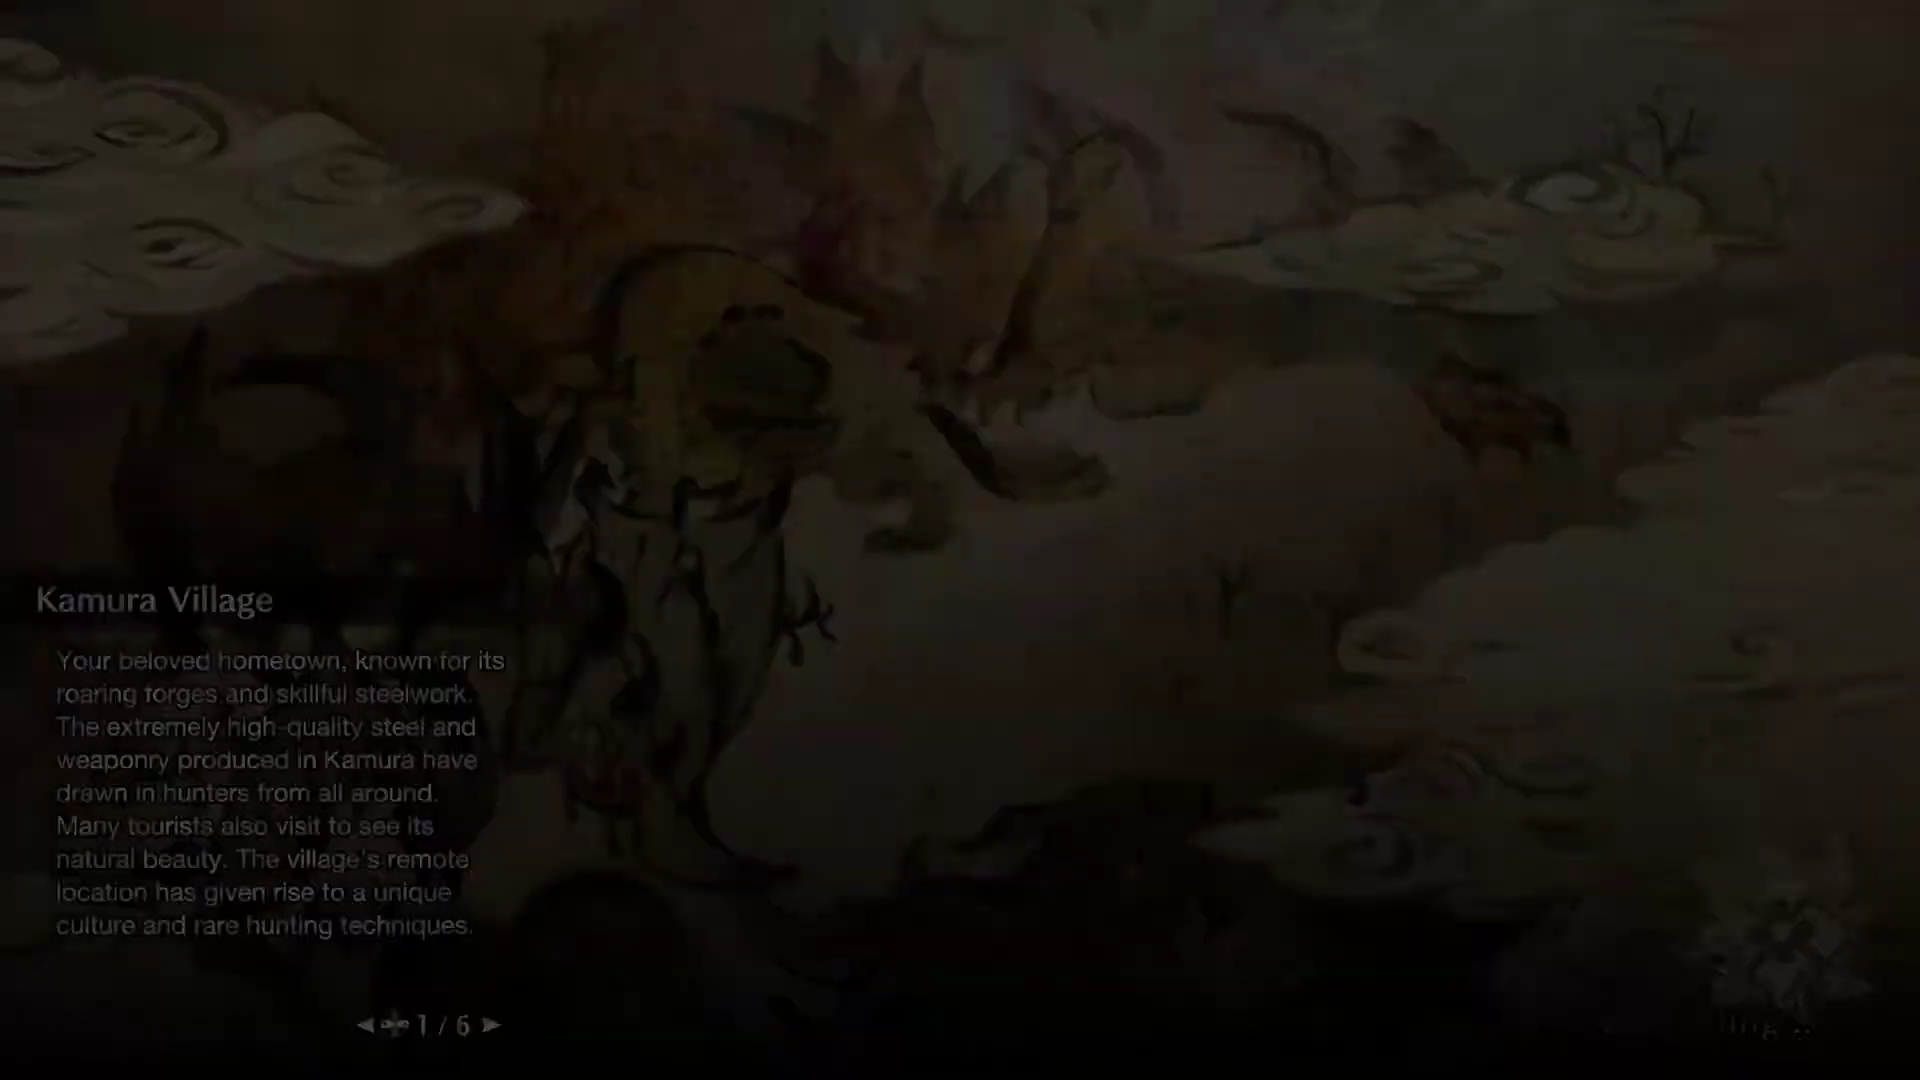 Kamura Village
Your beloved hometown, known for its
roaring forges and skillful steelwork.
The extremely high-quality steel and
weaponry produced in Kamura have
drawn in hunters from all around.
Many tourists also visit to see its
natural beauty. The village's remote
location has given rise to a unique
culture and rare hunting techniques.
1 / 6